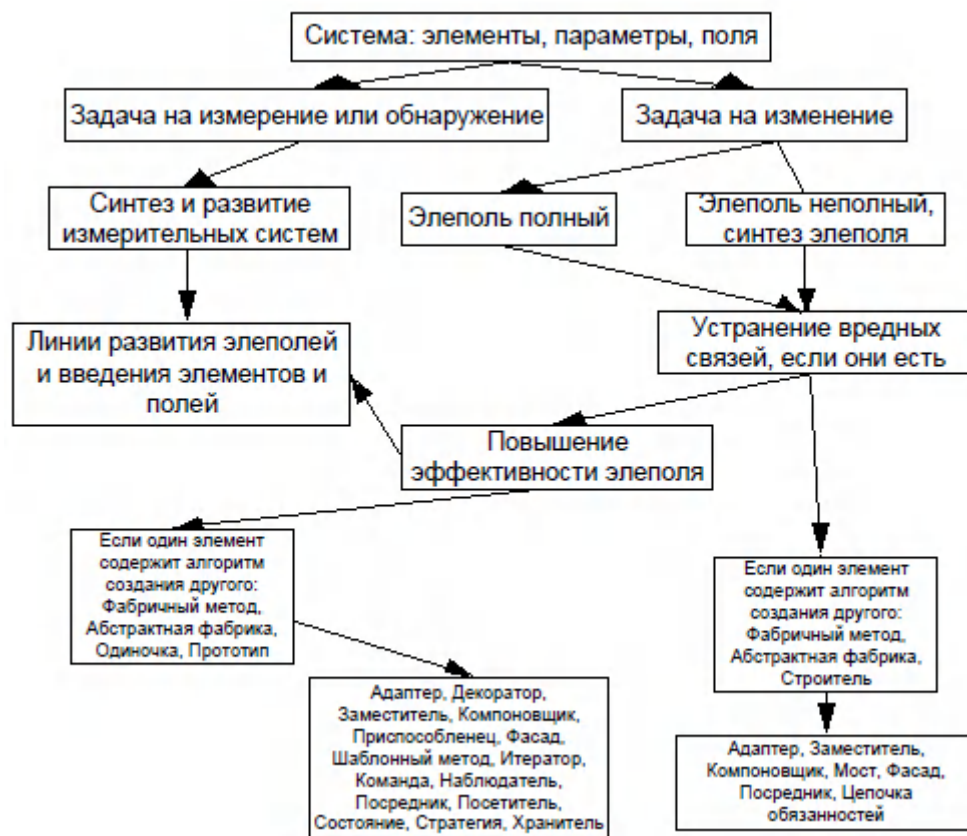 Система: элементы, параметры, поля
Задача на измерение или обнаружение
Задача на изменение
Синтез и развитие
измерительных систем
Элеполь полный
Элеполь неполный,
синтез элеполя
Линии развития элеполей
и введения элементов и
полей
Устранение вредных
связей, если они есть
Повышение
эффективности элеполя
Если один элемент
содержит алгоритм
создания другого:
Фабричный метод,
Абстрактная фабрика,
Одиночка, Прототип
Если один элемент
содержит алгоритм
создания другого:
Фабричный метод,
Абстрактная фабрика,
Строитель
Адаптер, Декоратор,
Заместитель, Компоновщик,
Приспособленец, Фасад,
Шаблонный метод, Итератор,
Команда, Наблюдатель,
Посредник, Посетитель,
Состояние, Стратегия, Хранитель
Адаптер, Заместитель,
Компоновщик, Мост, Фасад,
Посредник, Цепочка
обязанностей